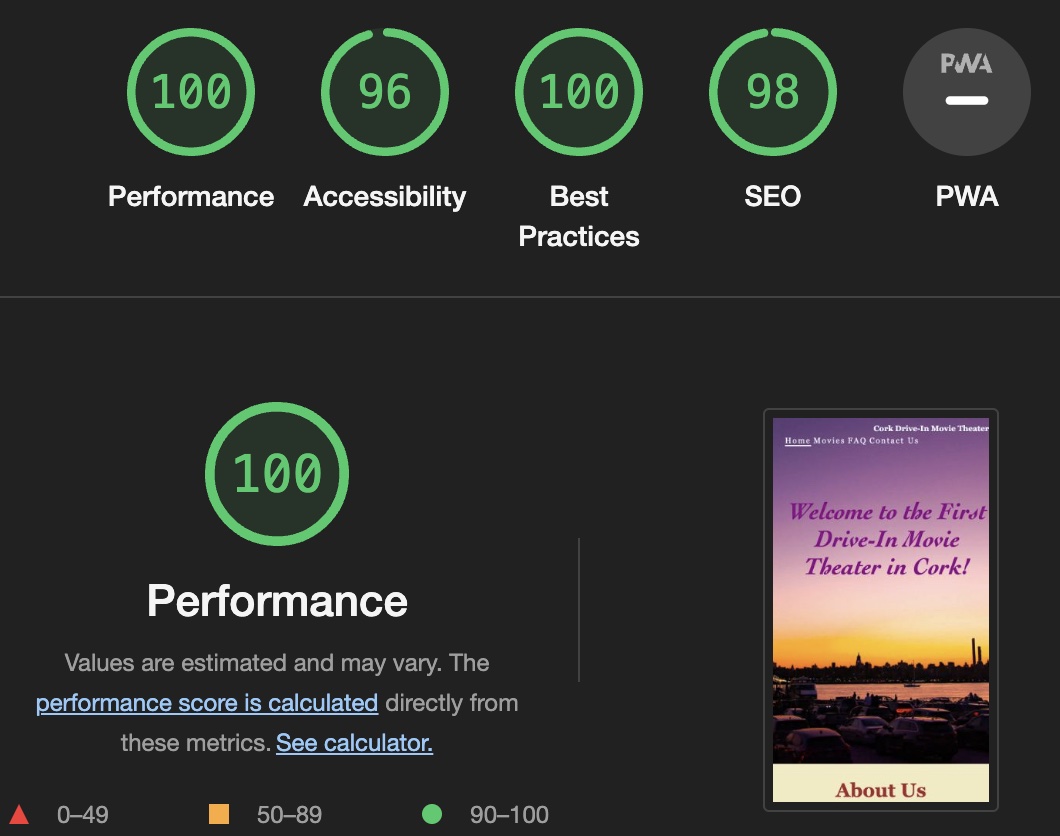 100
96
100
98
PWA
Performance
Accessibility
Best
Practices
SEO
PWA
100
Performance
Values are estimated and may vary. The
performance score is calculated directly from
these metrics. See calculator.
0–49
50–89
90–100
Cork Drive-In Movie Theater
Home Movies FAQ Contact Us
Welcome to the First
Drive-In Movie
Theater in Cork!
About Us